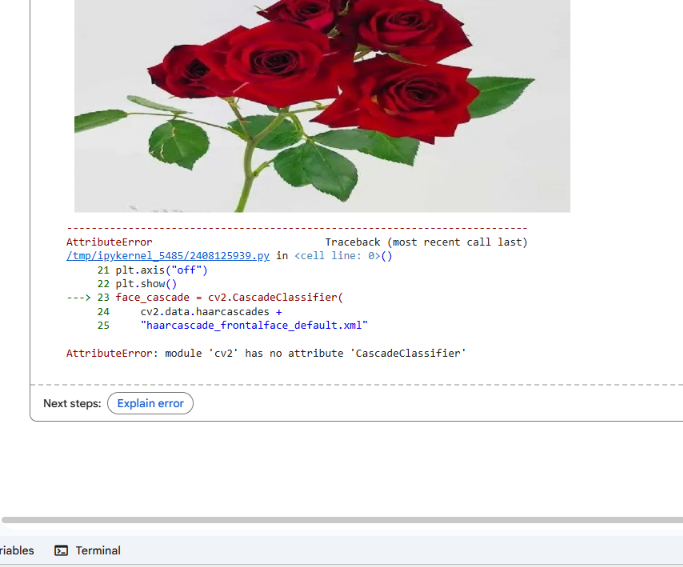 ---------------------------------------------------------------------------
AttributeError                            Traceback (most recent call last)
/tmp/ipykernel_5485/2408125939.py in <cell line: 0>()
     21 plt.axis("off")
     22 plt.show()
---> 23 face_cascade = cv2.CascadeClassifier(
     24     cv2.data.haarcascades +
     25     "haarcascade_frontalface_default.xml"
AttributeError: module 'cv2' has no attribute 'CascadeClassifier'
Next steps: Explain error
riables Terminal